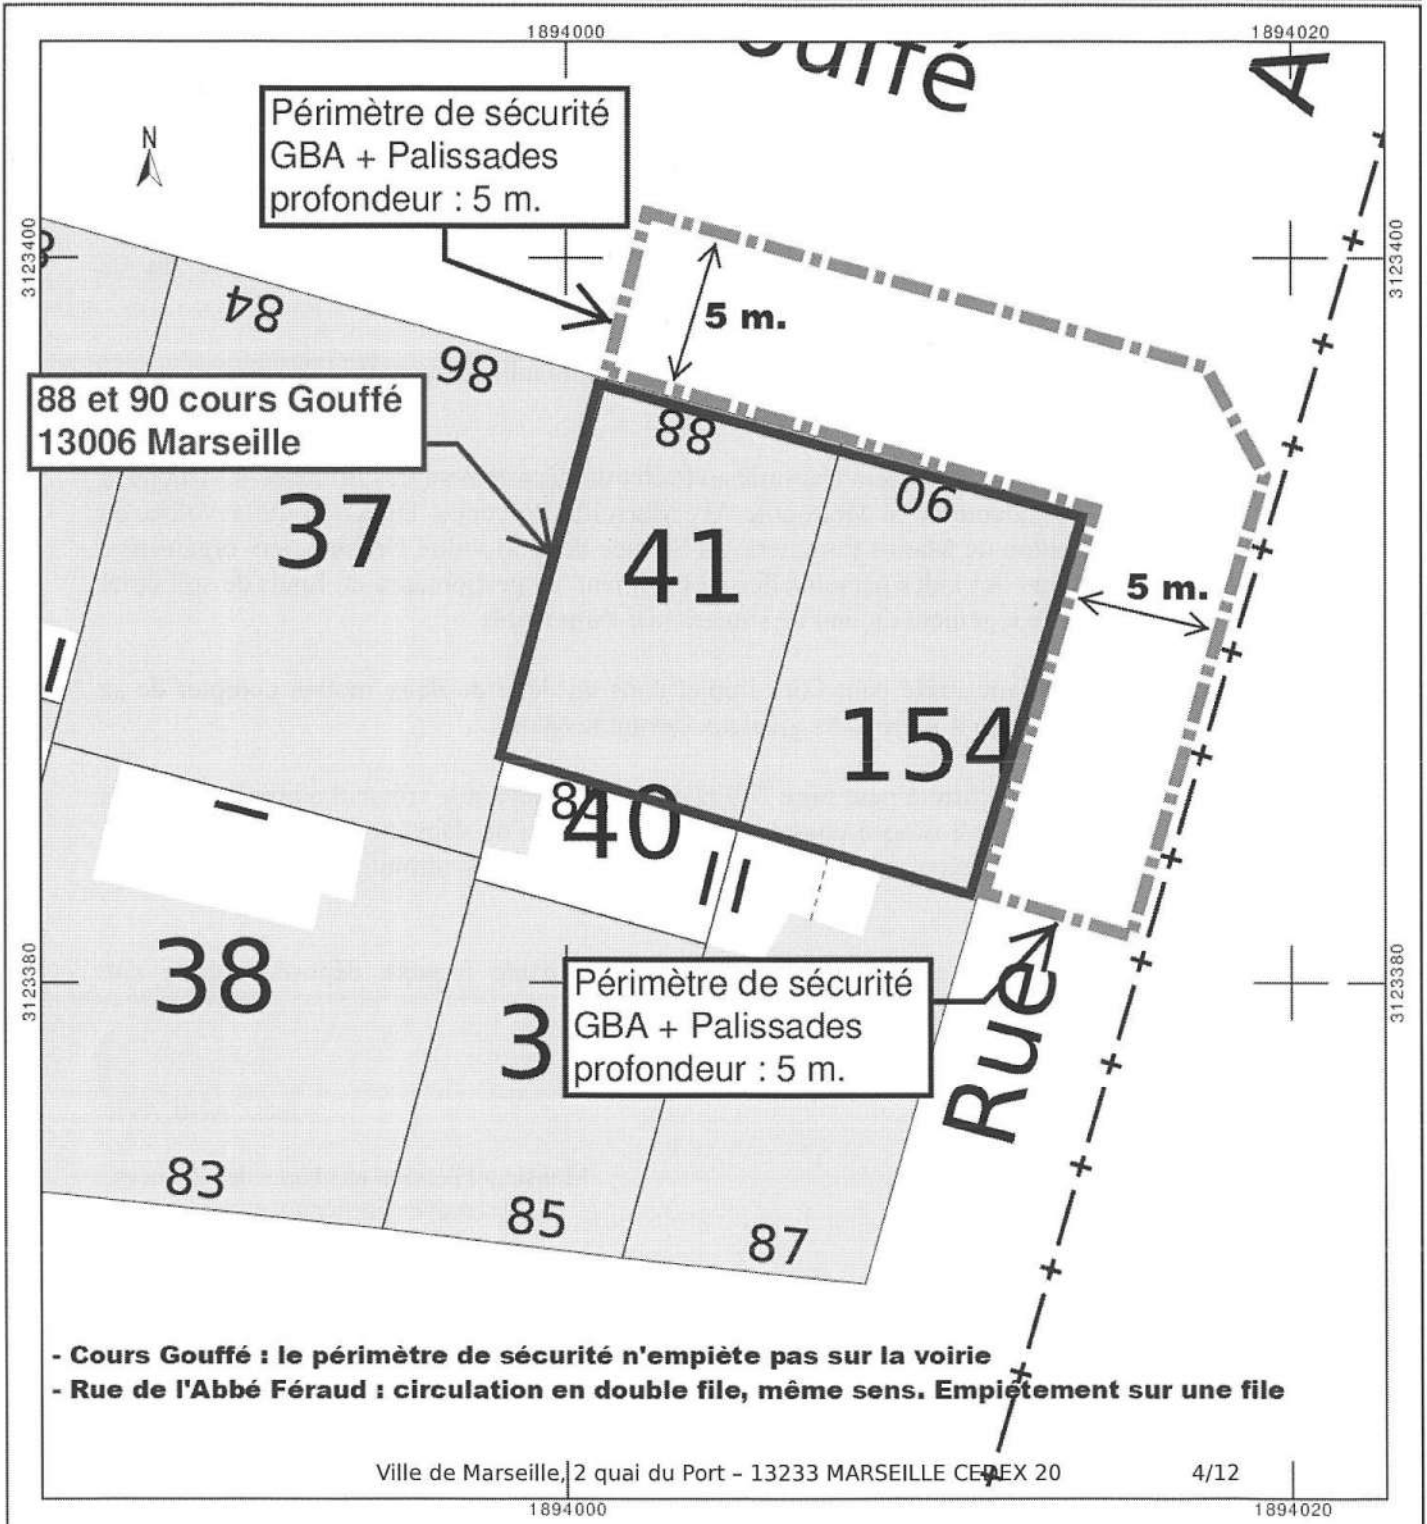 1894000
1894020
Gouffé
A
Périmètre de sécurité
GBA + Palissades
profondeur : 5 m.
N
3123400
3123400
84
86
5 m.
88 et 90 cours Gouffé
13006 Marseille
88
90
37
41
5 m.
154
40
38
3
3123380
3123380
Périmètre de sécurité
GBA + Palissades
profondeur : 5 m.
Rue
83
85
87
- Cours Gouffé : le périmètre de sécurité n'empiète pas sur la voirie
- Rue de l'Abbé Féraud : circulation en double file, même sens. Empiétement sur une file
Ville de Marseille, 2 quai du Port – 13233 MARSEILLE CEDEX 20
4/12
1894000
1894020